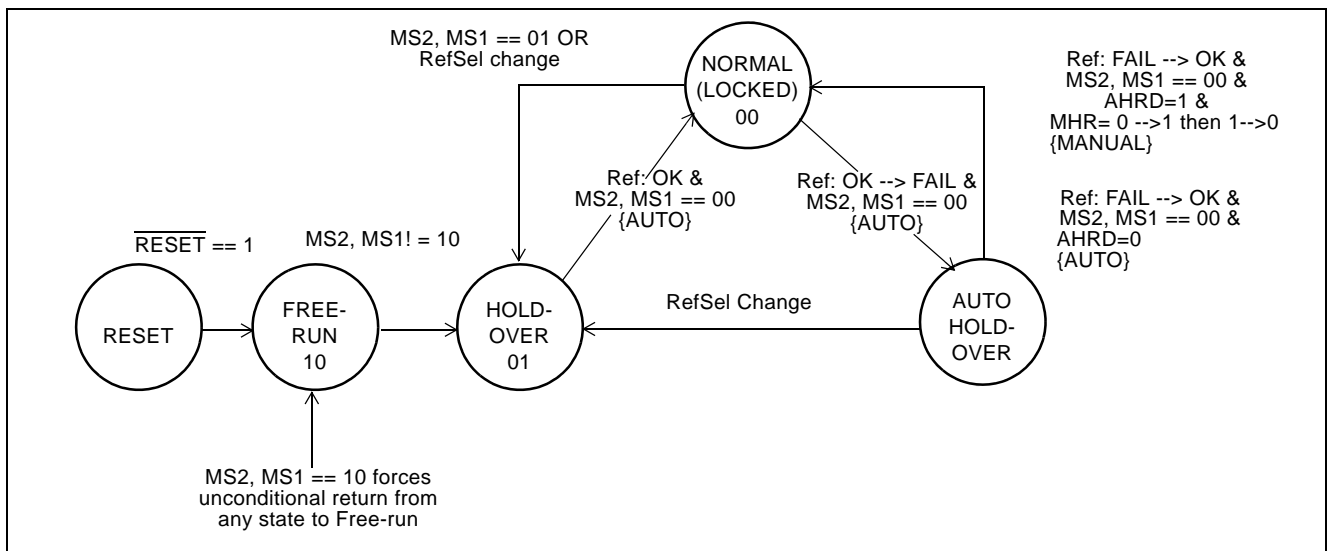 MS2, MS1 == 01 OR
RefSel change
NORMAL
(LOCKED)
00
Ref: FAIL --> OK &
MS2, MS1 == 00 &
AHRD=1 &
MHR= 0 -->1 then 1-->0
{MANUAL}
Ref: OK &
MS2, MS1 == 00
{AUTO}
Ref: OK --> FAIL &
MS2, MS1 == 00
{AUTO}
Ref: FAIL --> OK &
MS2, MS1 == 00 &
AHRD=0
{AUTO}
RESET == 1
MS2, MS1! = 10
RESET
FREE-
RUN
10
HOLD-
OVER
01
RefSel Change
AUTO
HOLD-
OVER
MS2, MS1 == 10 forces
unconditional return from
any state to Free-run